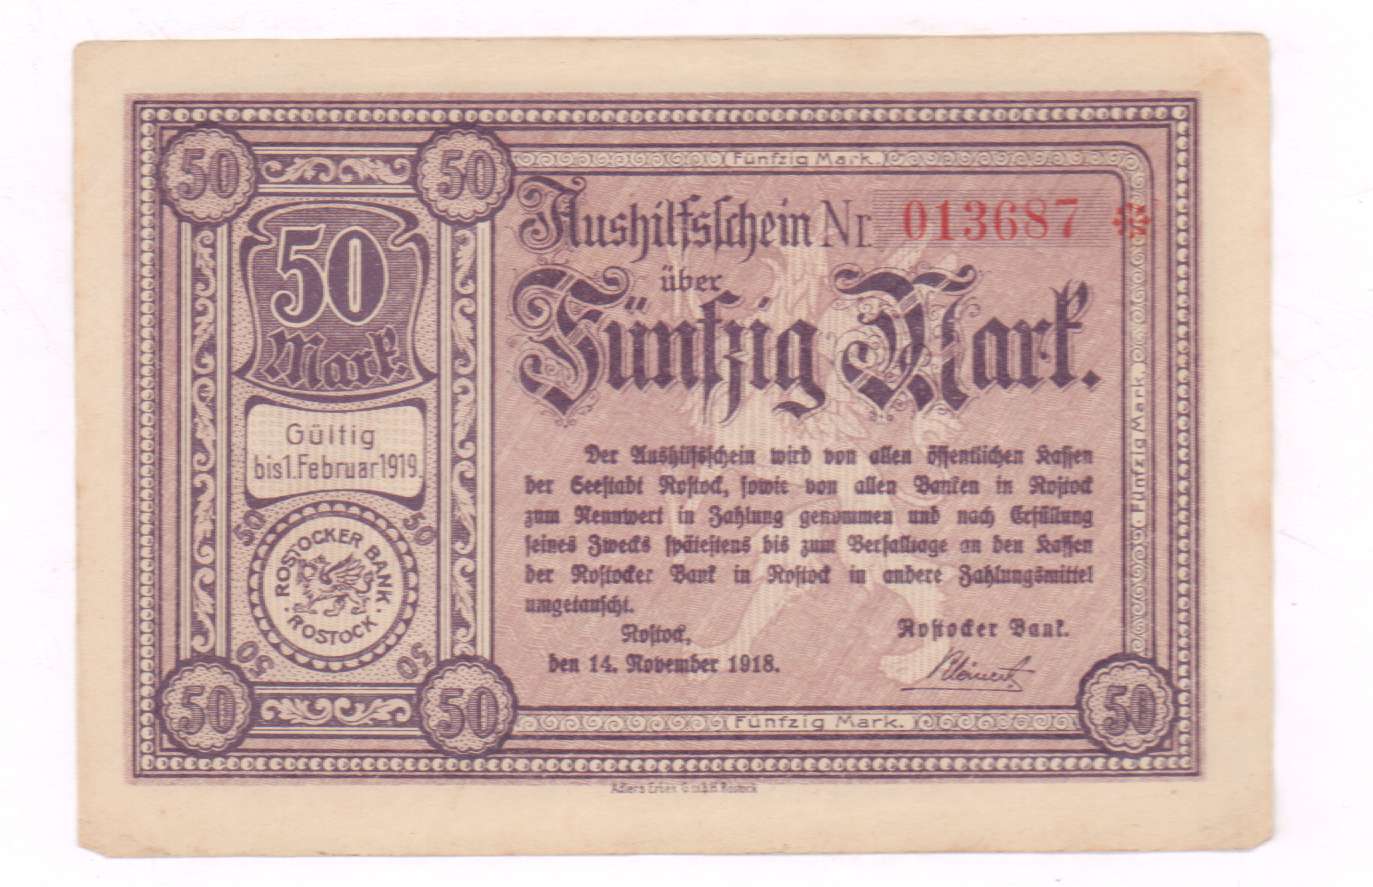 50
50
50
Mark.
Gültig
bis 1. Februar 1919.
50
50
ROSTOCKER BANK
ROSTOCK
50
50
50
50
Fünfzig Mark.
Aushilfsschein Nr. 013687
über
Fünfzig Mark.
Der Aushilfsschein wird von allen öffentlichen Kassen
der Seestadt Rostock, sowie von allen Banken in Rostock
zum Nennwert in Zahlung genommen und nach Erfüllung
seines Zwecks spätestens bis zum Verfalltage an den Kassen
der Rostocker Bank in Rostock in andere Zahlungsmittel
umgetauscht.
Rostock,
den 14. November 1918.
Rostocker Bank.
Fünfzig Mark.
Fünfzig Mark.
50
Adlers Erben G.m.b.H. Rostock